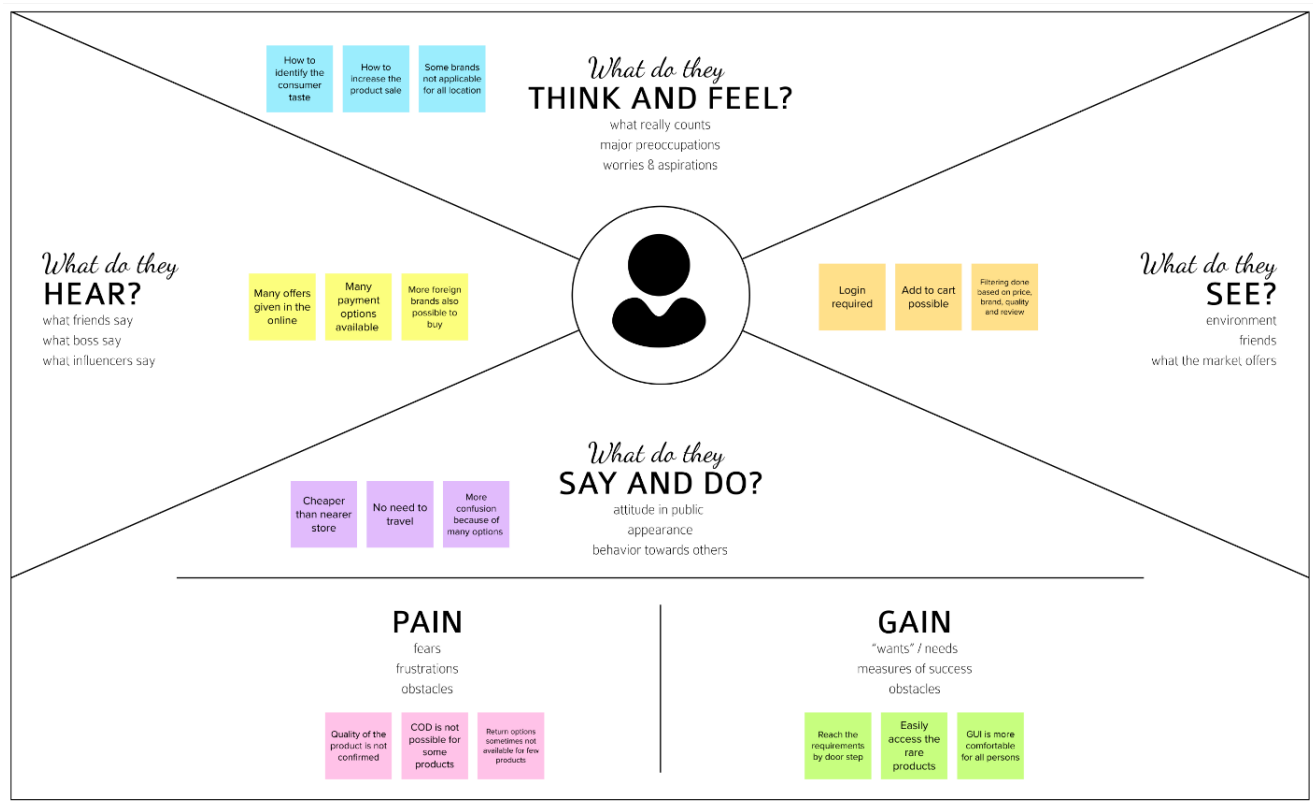 How to
identify the
consumer
taste
How to
increase the
product sale
Some brands
not applicable
for all location
What do they
THINK AND FEEL?
what really counts
major preoccupations
worries & aspirations
What do they
HEAR?
what friends say
what boss say
what influencers say
Many offers
given in the
online
Many
payment
options
available
More foreign
brands also
possible to
buy
Login
required
Add to cart
possible
Filtering done
based on price,
brand, quality
and review
What do they
SEE?
environment
friends
what the market offers
What do they
SAY AND DO?
attitude in public
appearance
behavior towards others
Cheaper
than nearer
store
No need to
travel
More
confusion
because of
many options
PAIN
fears
frustrations
obstacles
Quality of the
product is not
confirmed
COD is not
possible for
some
products
Return options
sometimes not
available for few
products
GAIN
“wants” / needs
measures of success
obstacles
Reach the
requirements
by door step
Easily
access the
rare
products
GUI is more
comfortable
for all persons